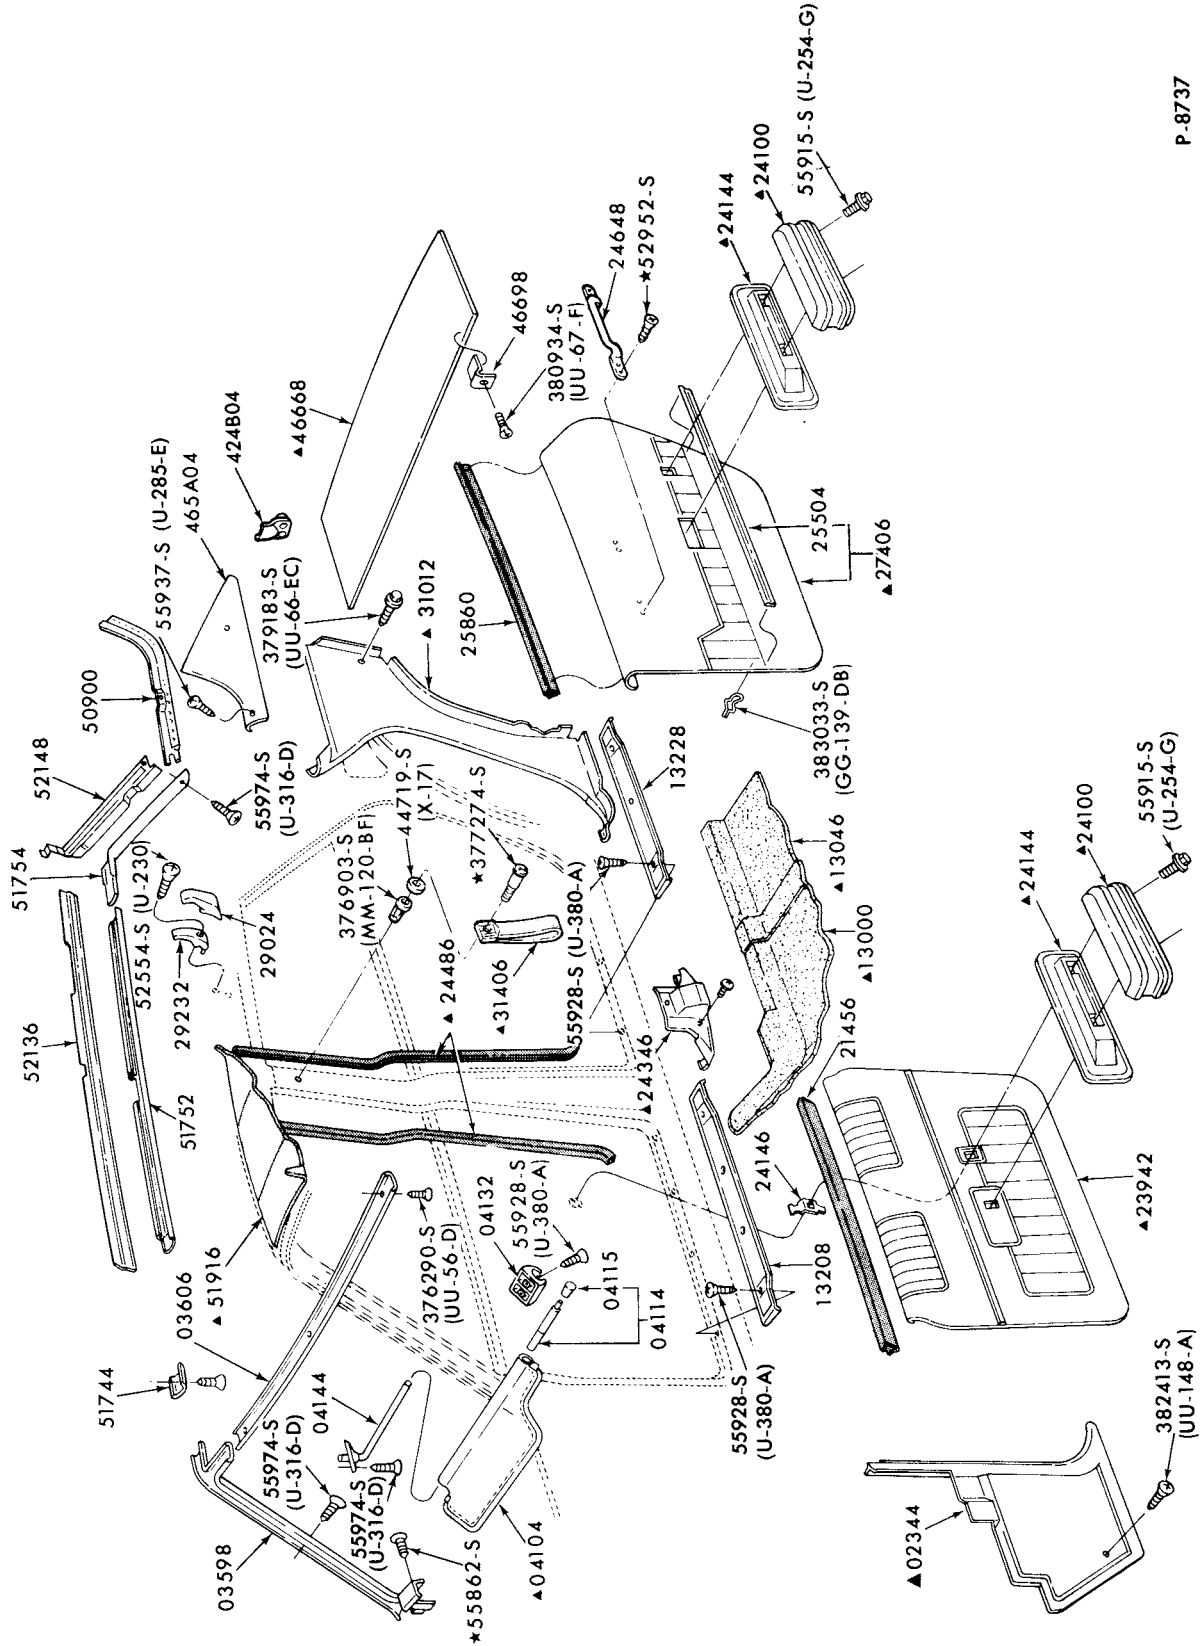 P-8737
51754
52148
50900
55937-S (U-285-E)
465A04
424B04
▲46668
46698
380934-S
(UU-67-F)
24648
★52952-S
▲24144
▲24100
55915-S (U-254-G)
52136
29232
52554-S (U-230)
29024
55974-S
(U-316-D)
379183-S
(UU-66-EC)
▲31012
25860
25504
▲27406
51752
376903-S
(MM-120-BF)
44719-S
(X-17)
★377274-S
▲24486
▲31406
55928-S (U-380-A)
13228
383033-S
(GG-139-DB)
51744
03606
▲51916
376290-S
(UU-56-D)
04132
55928-S
(U-380-A)
▲24346
24146
21456
▲13000
▲13046
03598
55974-S
(U-316-D)
04144
55974-S
(U-316-D)
★55862-S
▲04104
04115
04114
55928-S
(U-380-A)
13208
▲24144
▲24100
55915-S
(U-254-G)
▲23942
▲02344
382413-S
(UU-148-A)